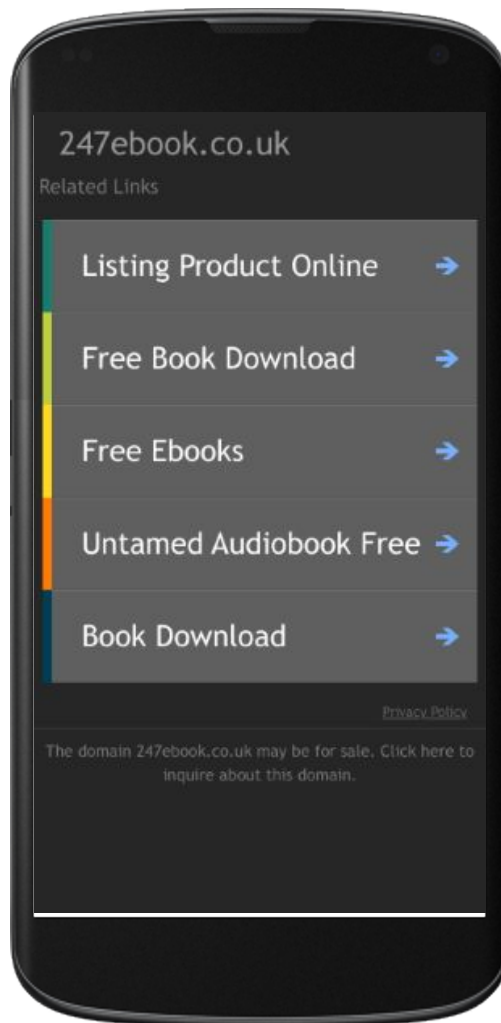 247ebook.co.uk
Related Links
Listing Product Online
Free Book Download
Free Ebooks
Untamed Audiobook Free
Book Download
Privacy Policy
The domain 247ebook.co.uk may be for sale. Click here to
inquire about this domain.